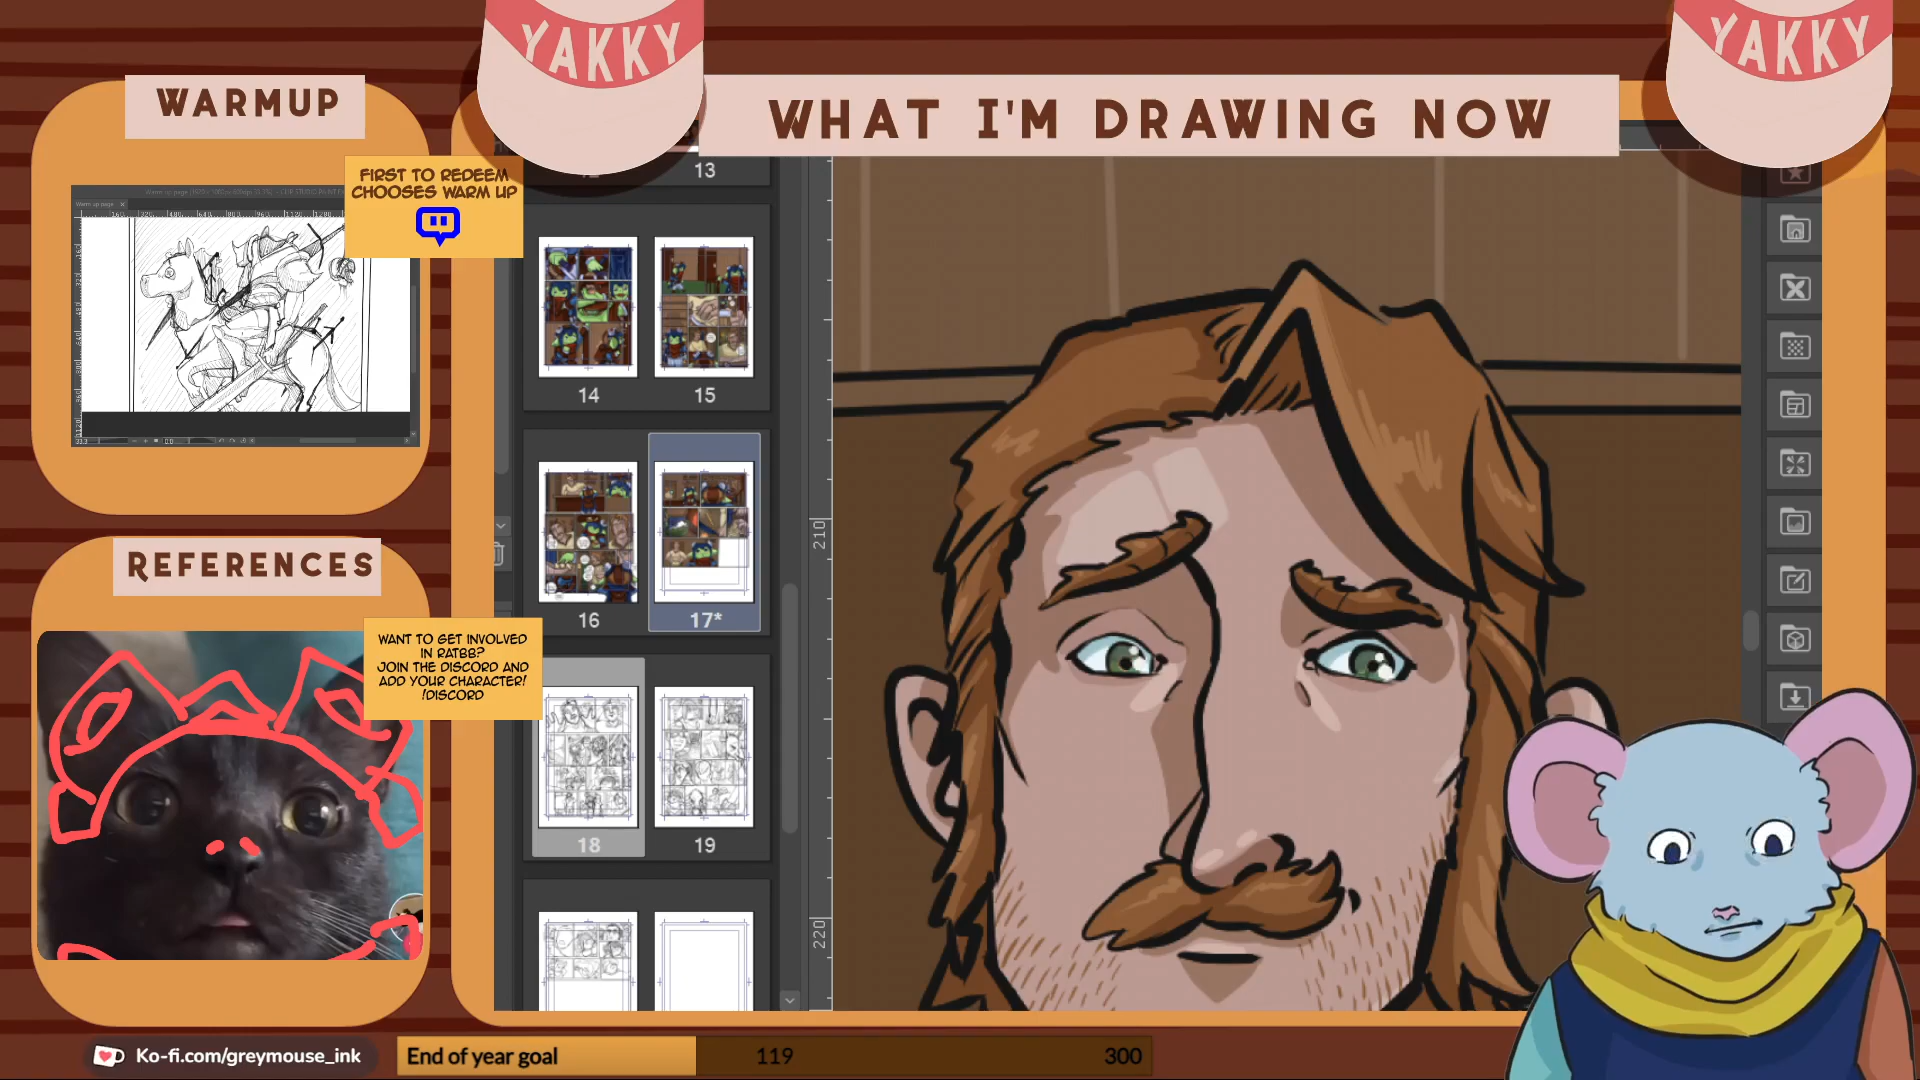 YAKKY
YAKKY
WARMUP
WHAT I'M DRAWING NOW
FIRST TO REDEEM
CHOOSES WARM UP
13
14
15
16
17*
18
19
210
220
REFERENCES
WANT TO GET INVOLVED
IN RAT88?
JOIN THE DISCORD AND
ADD YOUR CHARACTER!
!DISCORD
Ko-fi.com/greymouse_ink
End of year goal
119
300